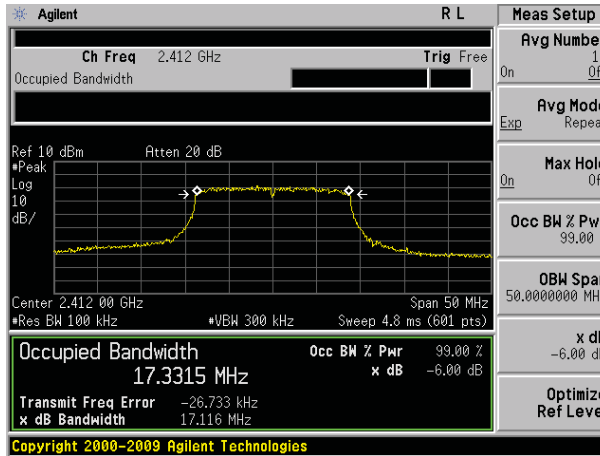 Agilent R L Meas Setup
Ch Freq 2.412 GHz Trig Free
Occupied Bandwidth
Ref 10 dBm Atten 20 dB
#Peak
Log
10
dB/
Center 2.412 00 GHz Span 50 MHz
#Res BW 100 kHz #VBW 300 kHz Sweep 4.8 ms (601 pts)
Occupied Bandwidth Occ BW % Pwr 99.00 %
17.3315 MHz x dB -6.00 dB
Transmit Freq Error -26.733 kHz
x dB Bandwidth 17.116 MHz
Copyright 2000-2009 Agilent Technologies
Avg Numbe
1
On Of
Avg Mod
Exp Repea
Max Hol
On Of
Occ BW % Pw
99.00
OBW Spa
50.0000000 MH
x d
-6.00 d
Optimiz
Ref Leve